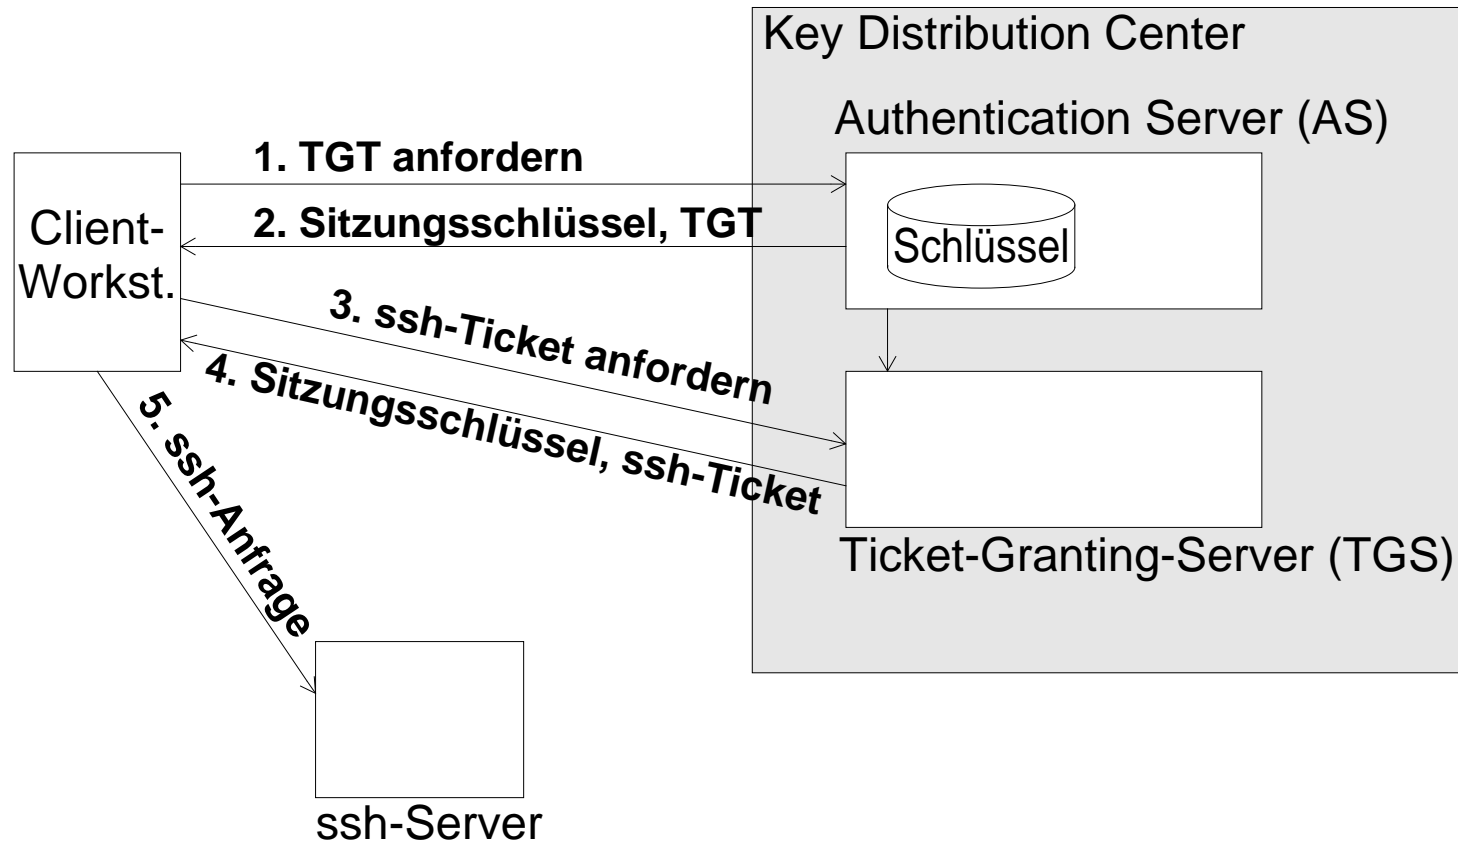 Key Distribution Center
Authentication Server (AS)
1. TGT anfordern
Client-
Workst.
2. Sitzungsschlüssel, TGT
Schlüssel
3. ssh-Ticket anfordern
4. Sitzungsschlüssel, ssh-Ticket
5. ssh-Anfrage
Ticket-Granting-Server (TGS)
ssh-Server